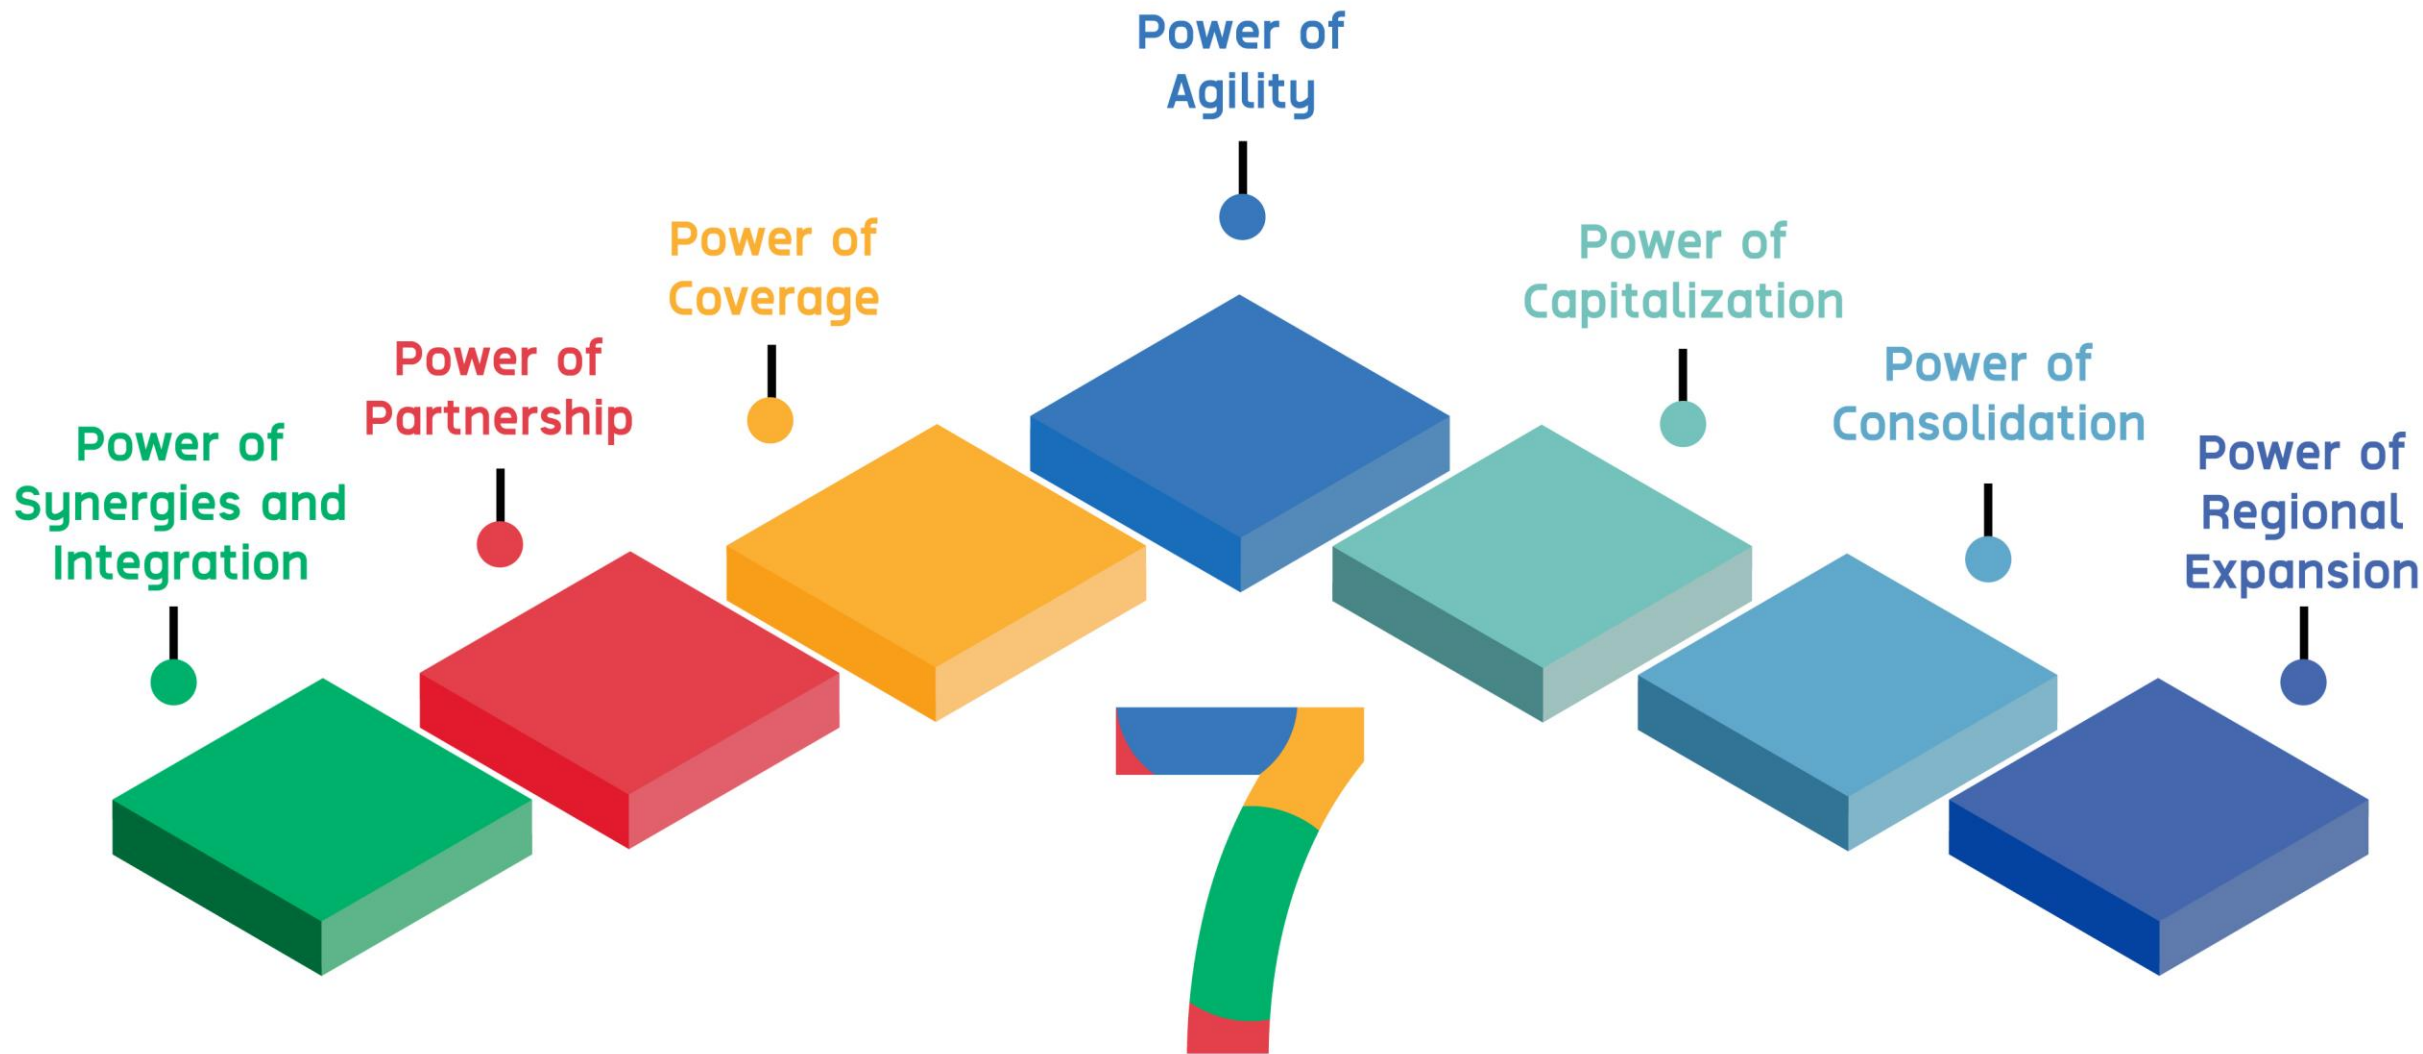 Power of
Synergies and
Integration
Power of
Partnership
Power of
Coverage
Power of
Agility
Power of
Capitalization
Power of
Consolidation
Power of
Regional
Expansion
7